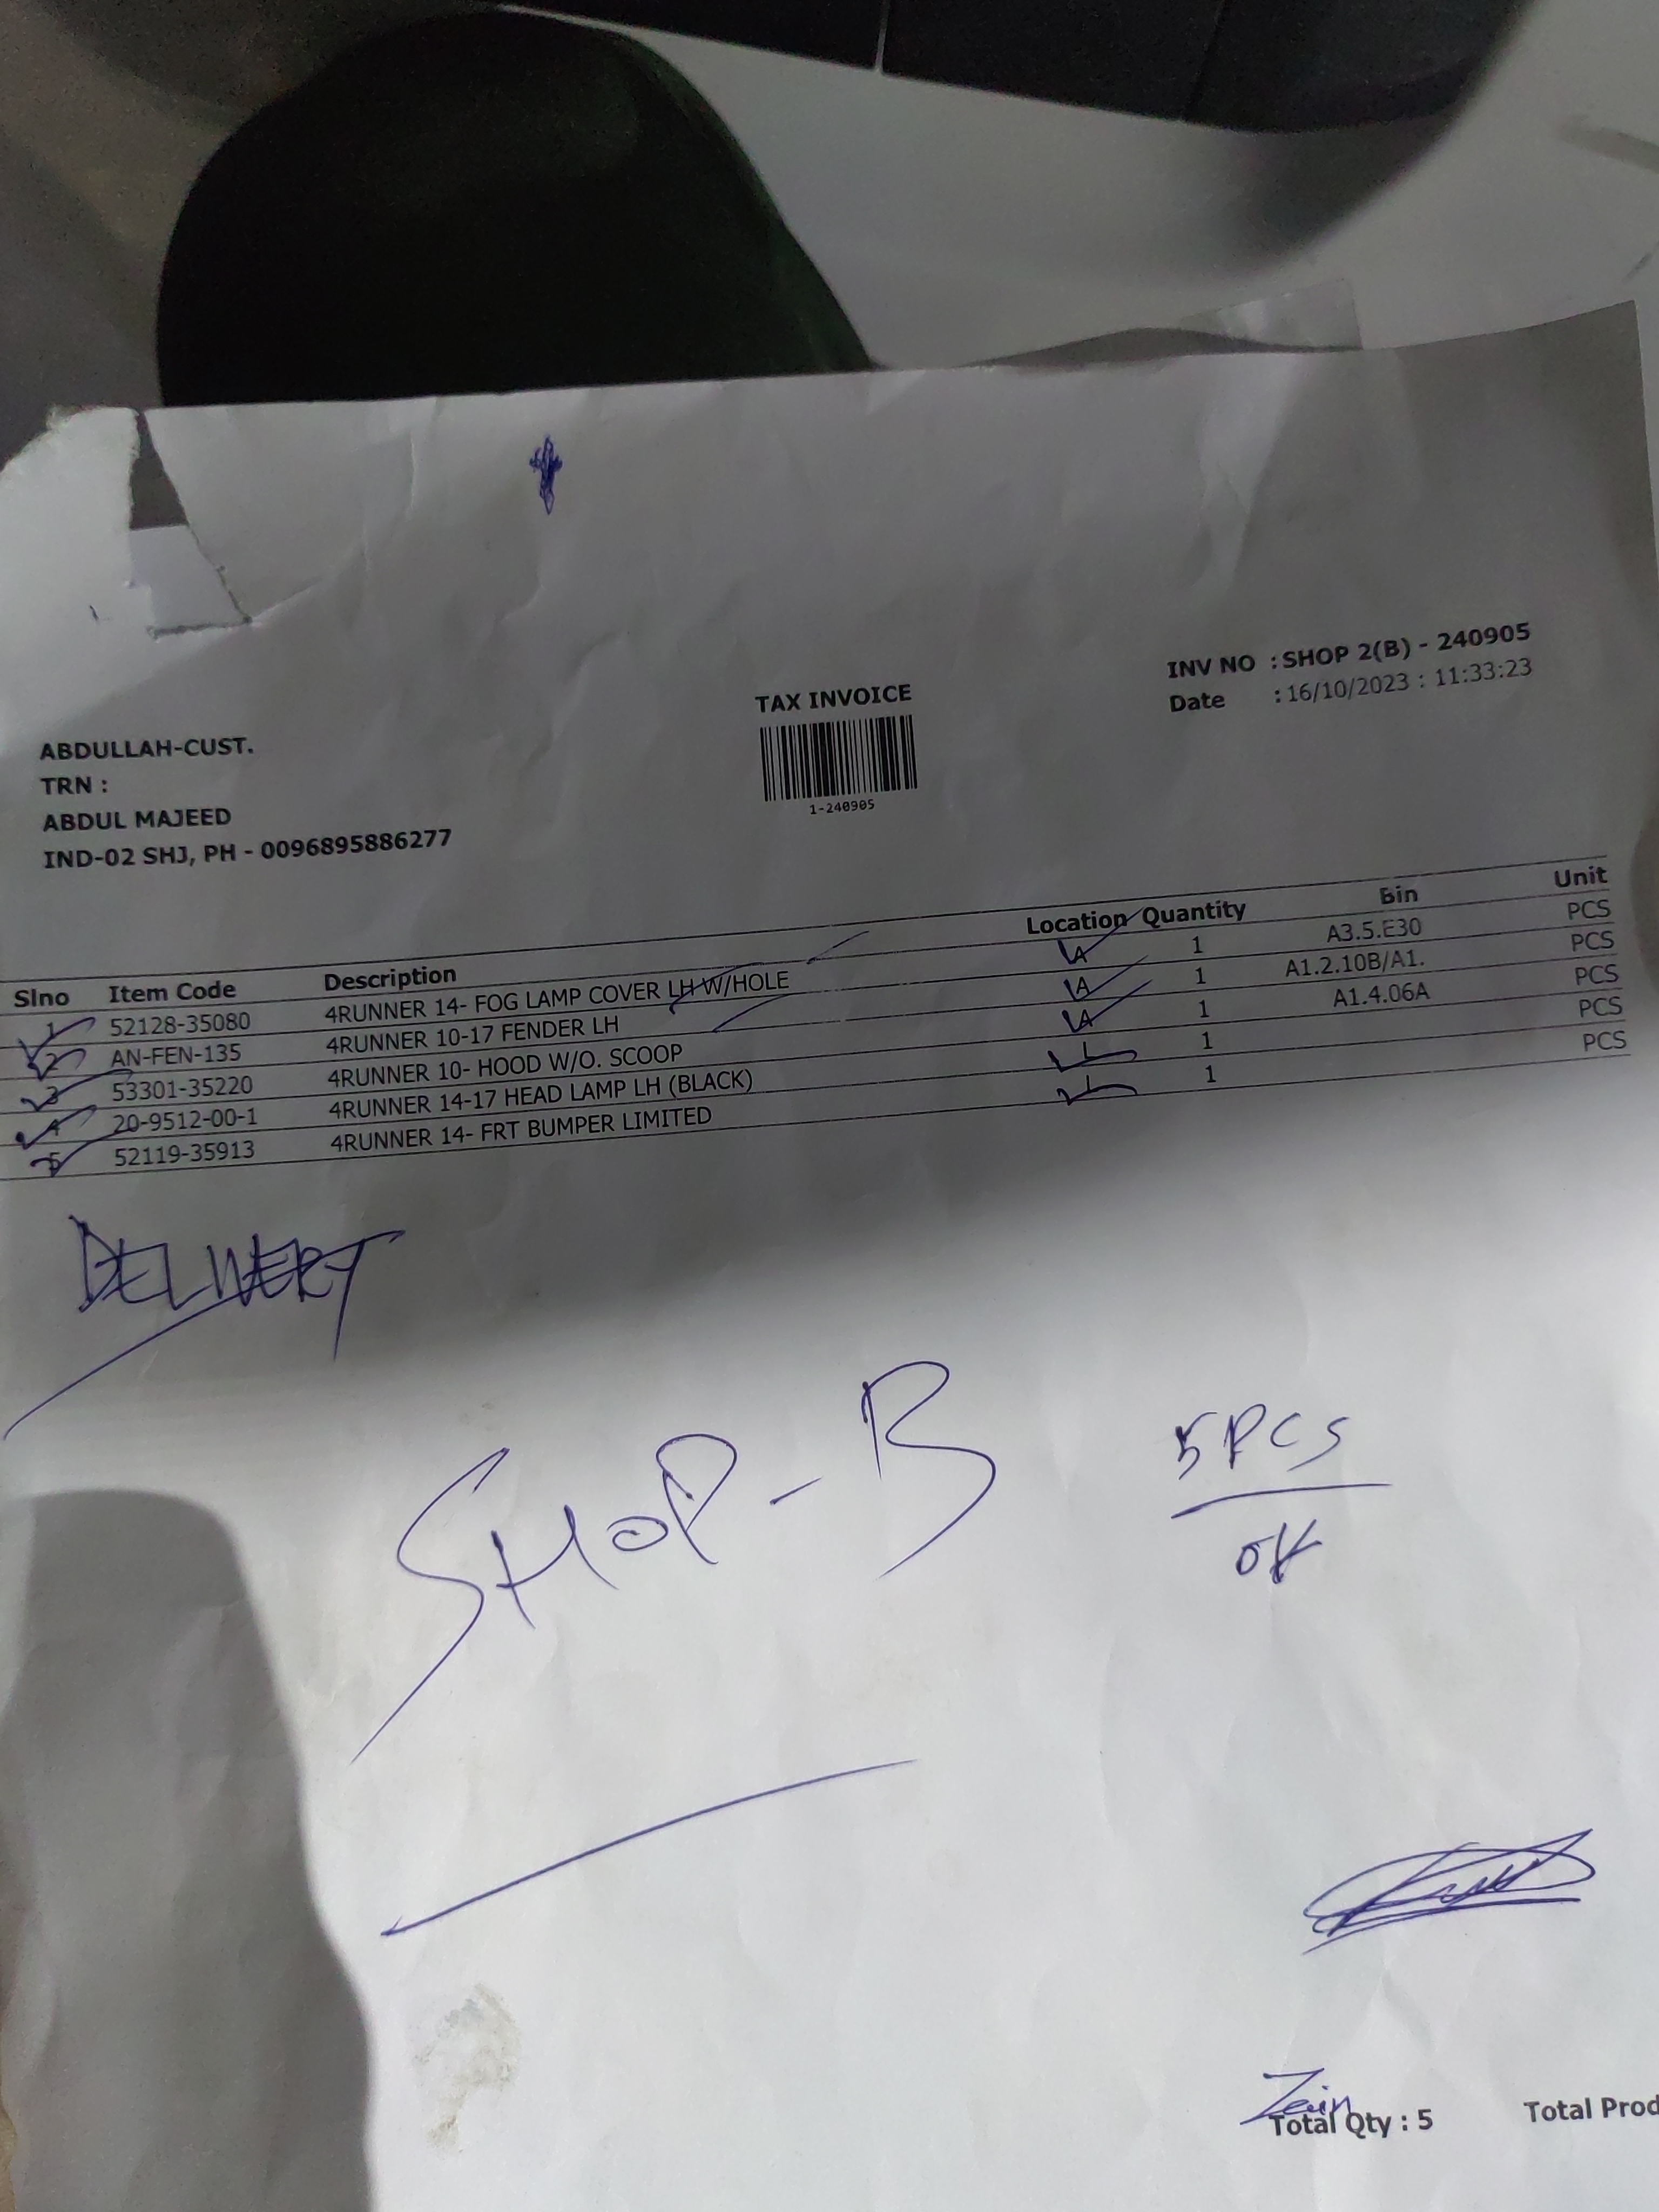 INV NO : SHOP 2(B) - 240905
Date : 16/10/2023 : 11:33:23
TAX INVOICE
1-240905
ABDULLAH-CUST.
TRN :
ABDUL MAJEED
IND-02 SHJ, PH - 0096895886277
Slno Item Code Description Location Quantity Bin Unit
1 52128-35080 4RUNNER 14- FOG LAMP COVER LH W/HOLE A 1 A3.5.E30 PCS
2 AN-FEN-135 4RUNNER 10-17 FENDER LH A 1 A1.2.10B/A1. PCS
3 53301-35220 4RUNNER 10- HOOD W/O. SCOOP A 1 A1.4.06A PCS
4 20-9512-00-1 4RUNNER 14-17 HEAD LAMP LH (BLACK) L 1 PCS
5 52119-35913 4RUNNER 14- FRT BUMPER LIMITED L 1 PCS
DELIVERY
SHOP-B
5 PCS
OK
Zein
Total Qty : 5 Total Prod